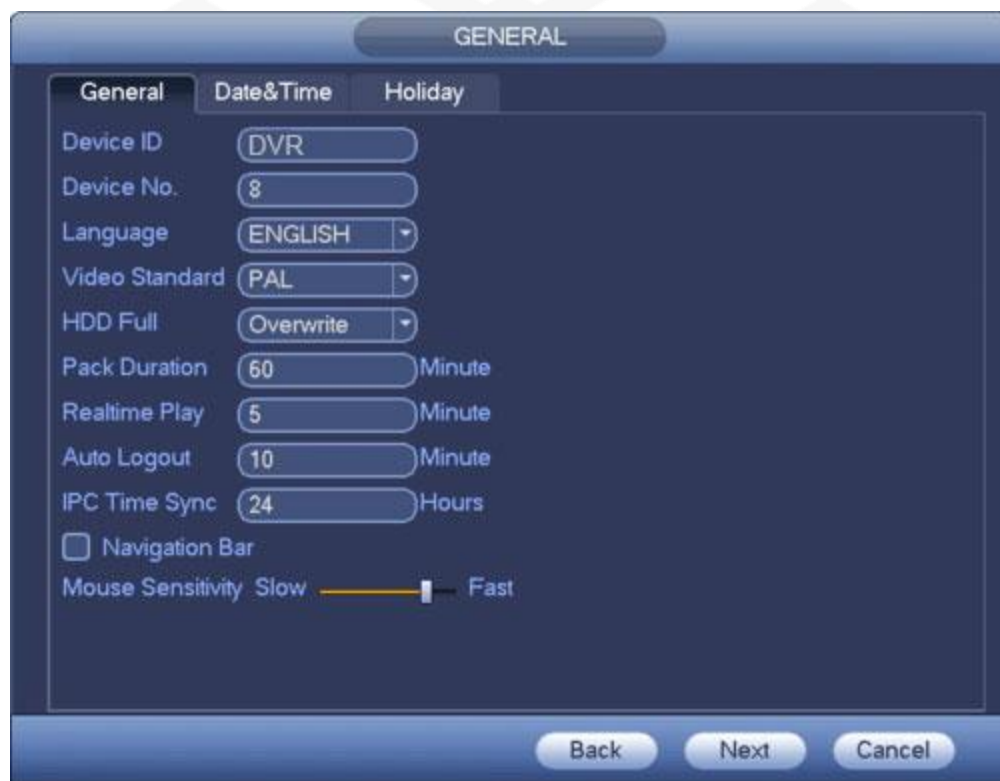 GENERAL
General Date&Time Holiday
Device ID DVR
Device No. 8
Language ENGLISH
Video Standard PAL
HDD Full Overwrite
Pack Duration 60 Minute
Realtime Play 5 Minute
Auto Logout 10 Minute
IPC Time Sync 24 Hours
Navigation Bar
Mouse Sensitivity Slow Fast
Back Next Cancel